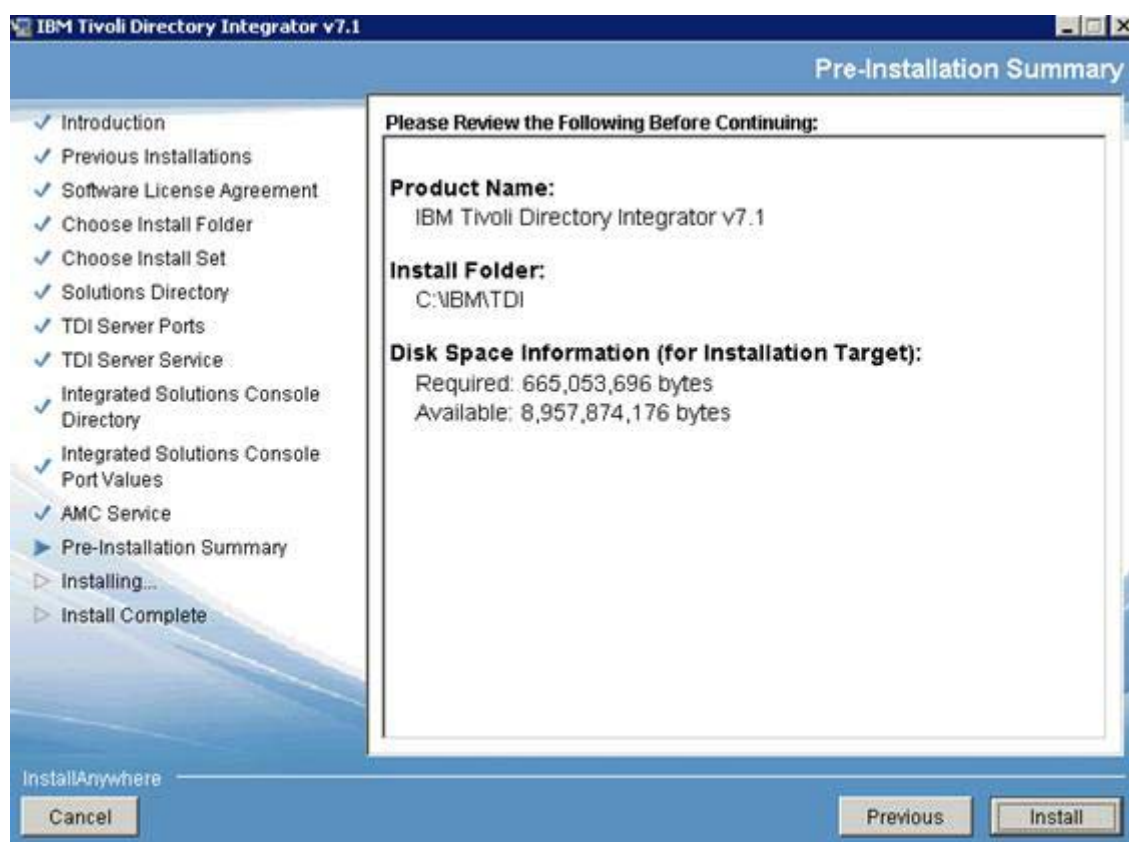 IBM Tivoli Directory Integrator v7.1
Pre-Installation Summary
Introduction
Previous Installations
Software License Agreement
Choose Install Folder
Choose Install Set
Solutions Directory
TDI Server Ports
TDI Server Service
Integrated Solutions Console
Directory
Integrated Solutions Console
Port Values
AMC Service
Pre-Installation Summary
Installing...
Install Complete
Please Review the Following Before Continuing:
Product Name:
IBM Tivoli Directory Integrator v7.1
Install Folder:
C:\IBM\TDI
Disk Space Information (for Installation Target):
Required: 665,053,696 bytes
Available: 8,957,874,176 bytes
InstallAnywhere
Cancel
Previous
Install